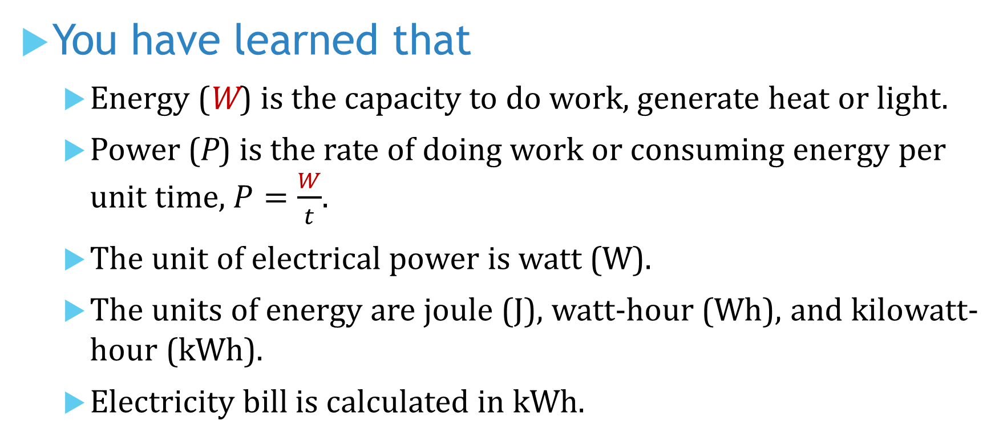 You have learned that
Energy (W) is the capacity to do work, generate heat or light.
Power (P) is the rate of doing work or consuming energy per
unit time, P = W/t.
The unit of electrical power is watt (W).
The units of energy are joule (J), watt-hour (Wh), and kilowatt-
hour (kWh).
Electricity bill is calculated in kWh.